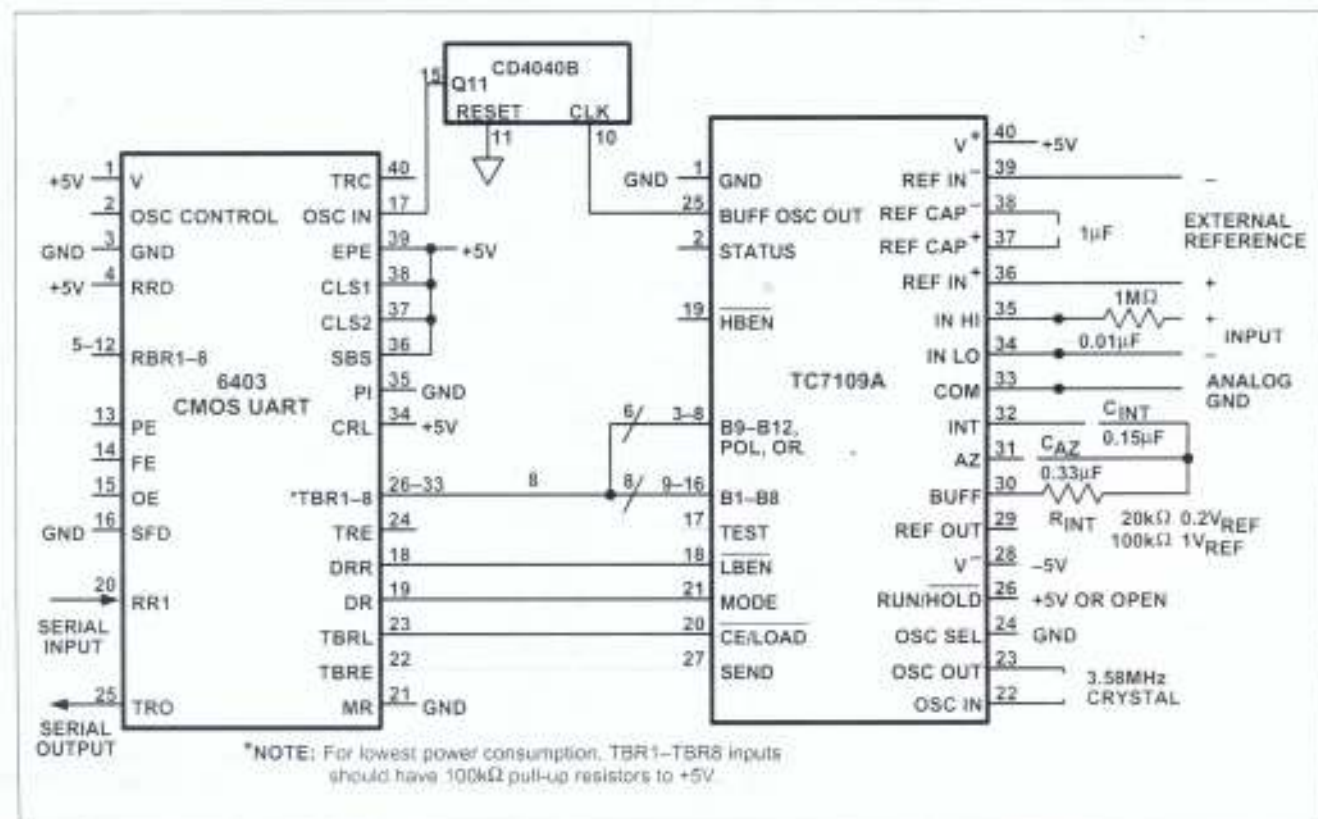 CD4040B
15 Q11
RESET CLK
11 10
+5V 1 V
2 OSC CONTROL
GND 3 GND
+5V 4 RRD
5–12 RBR1–8
6403
CMOS UART
13 PE
14 FE
15 OE
GND 16 SFD
20 RR1
SERIAL
INPUT
25 TRO
SERIAL
OUTPUT
TRC 40
OSC IN 17
EPE 39 +5V
CLS1 38
CLS2 37
SBS 36
PI 35 GND
CRL 34 +5V
*TBR1–8 26–33 8
TRE 24
DRR 18
DR 19
TBRL 23
TBRE 22
MR 21 GND
GND 1 GND
25 BUFF OSC OUT
2 STATUS
19 HBEN
TC7109A
6 3–8 B9–B12,
POL, OR
8 9–16 B1–B8
17 TEST
18 LBEN
21 MODE
20 CE/LOAD
27 SEND
V+ 40 +5V
REF IN– 39 –
REF CAP– 38
1µF
REF CAP+ 37
EXTERNAL
REFERENCE
REF IN+ 36 +
1MΩ
IN HI 35 +
0.01µF
INPUT
IN LO 34 –
COM 33 ANALOG
GND
INT 32 CINT
0.15µF
AZ 31 CAZ
0.33µF
BUFF 30
RINT 20kΩ 0.2VREF
100kΩ 1VREF
REF OUT 29
V– 28 –5V
RUN/HOLD 26 +5V OR OPEN
OSC SEL 24 GND
OSC OUT 23
3.58MHz
CRYSTAL
OSC IN 22
*NOTE: For lowest power consumption, TBR1–TBR8 inputs
should have 100kΩ pull-up resistors to +5V.